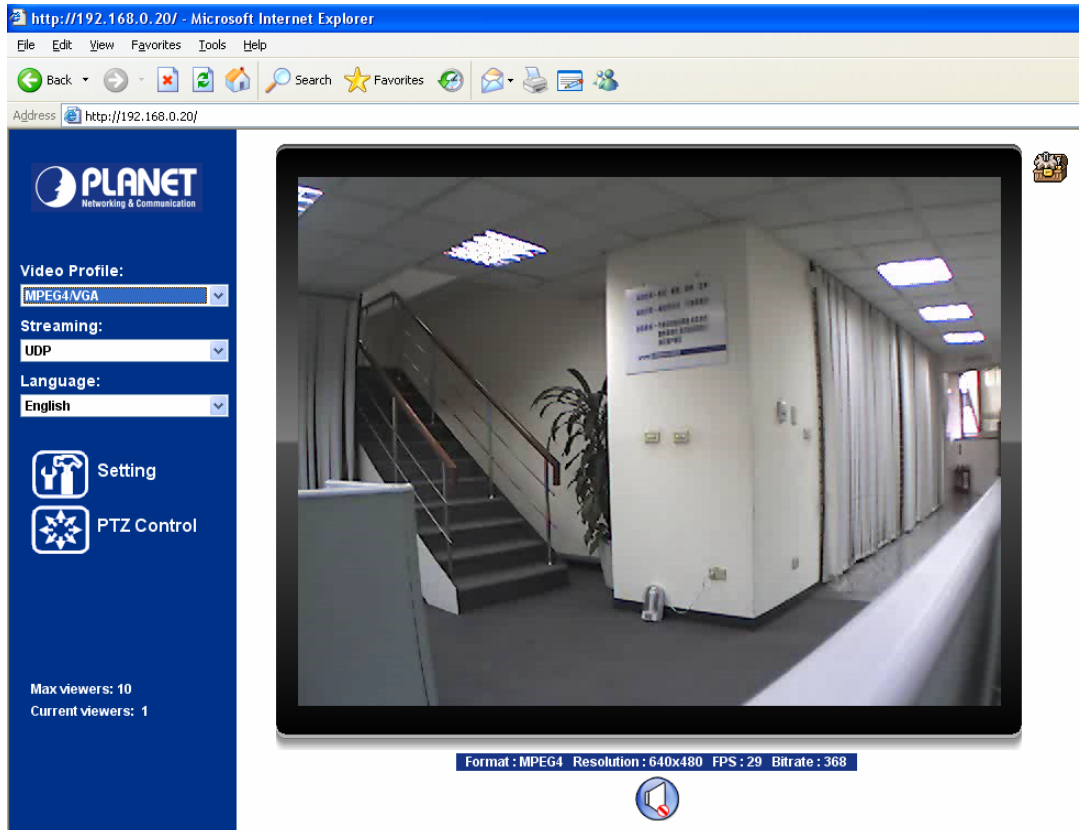 http://192.168.0.20/ - Microsoft Internet Explorer
File Edit View Favorites Tools Help
Back Search Favorites
Address http://192.168.0.20/
PLANET
Networking & Communication
Video Profile:
MPEG4/VGA
Streaming:
UDP
Language:
English
Setting
PTZ Control
Max viewers: 10
Current viewers: 1
Format : MPEG4 Resolution : 640x480 FPS : 29 Bitrate : 368